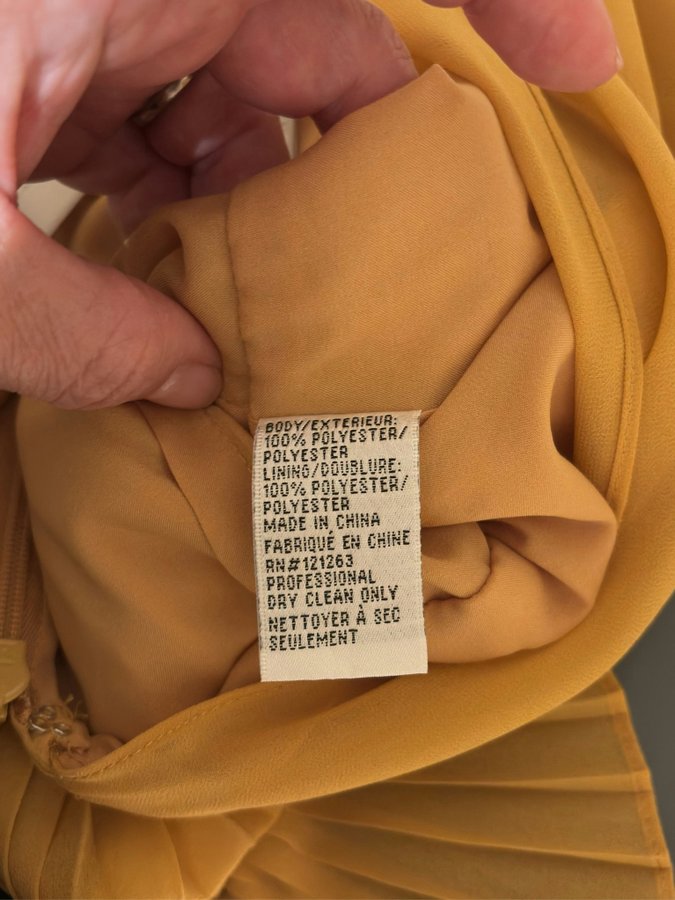 BODY/EXTERIEUR:
100% POLYESTER/
POLYESTER
LINING/DOUBLURE:
100% POLYESTER/
POLYESTER
MADE IN CHINA
FABRIQUÉ EN CHINE
RN#121263
PROFESSIONAL
DRY CLEAN ONLY
NETTOYER À SEC
SEULEMENT